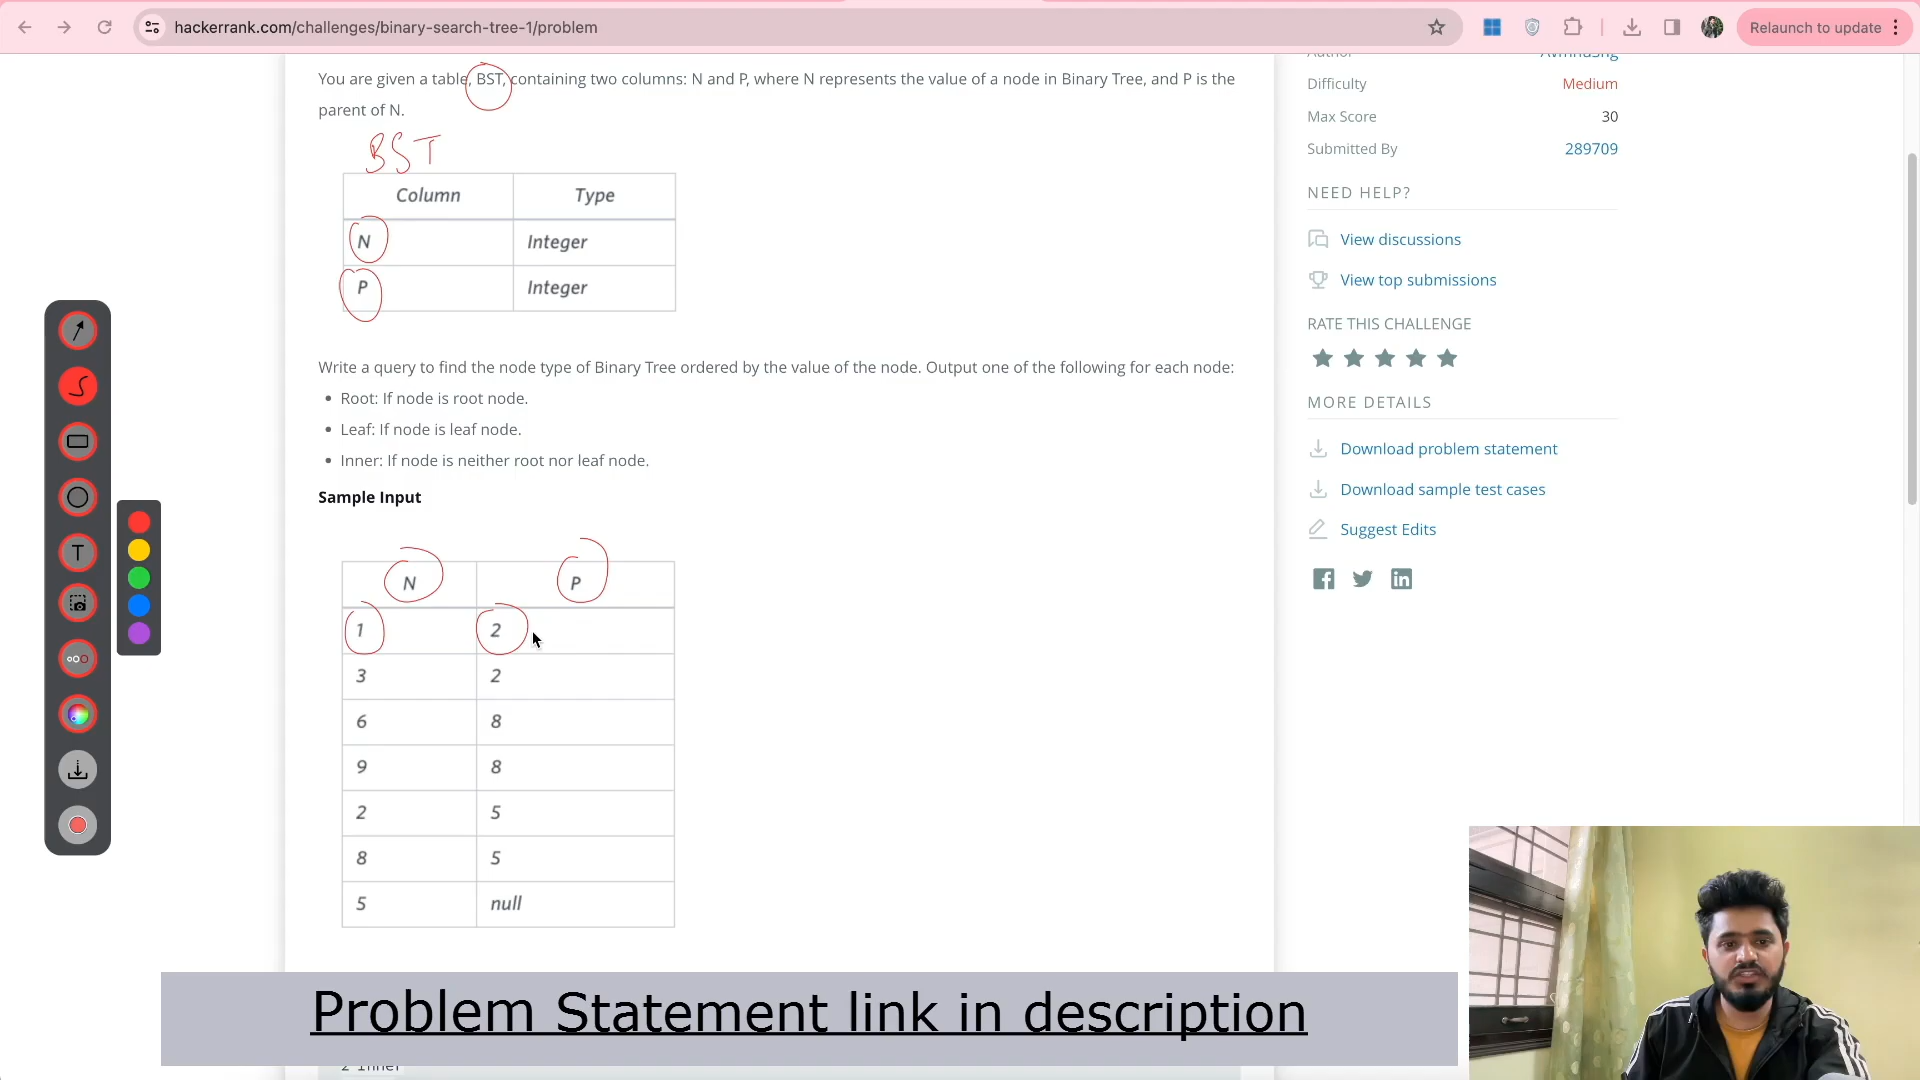 hackerrank.com/challenges/binary-search-tree-1/problem
Relaunch to update
You are given a table, BST, containing two columns: N and P, where N represents the value of a node in Binary Tree, and P is the
parent of N.
BST
Column Type
N Integer
P Integer
Write a query to find the node type of Binary Tree ordered by the value of the node. Output one of the following for each node:
• Root: If node is root node.
• Leaf: If node is leaf node.
• Inner: If node is neither root nor leaf node.
Sample Input
N P
1 2
3 2
6 8
9 8
2 5
8 5
5 null
2 Inner
Difficulty Medium
Max Score 30
Submitted By 289709
NEED HELP?
View discussions
View top submissions
RATE THIS CHALLENGE
MORE DETAILS
Download problem statement
Download sample test cases
Suggest Edits
T
Problem Statement link in description